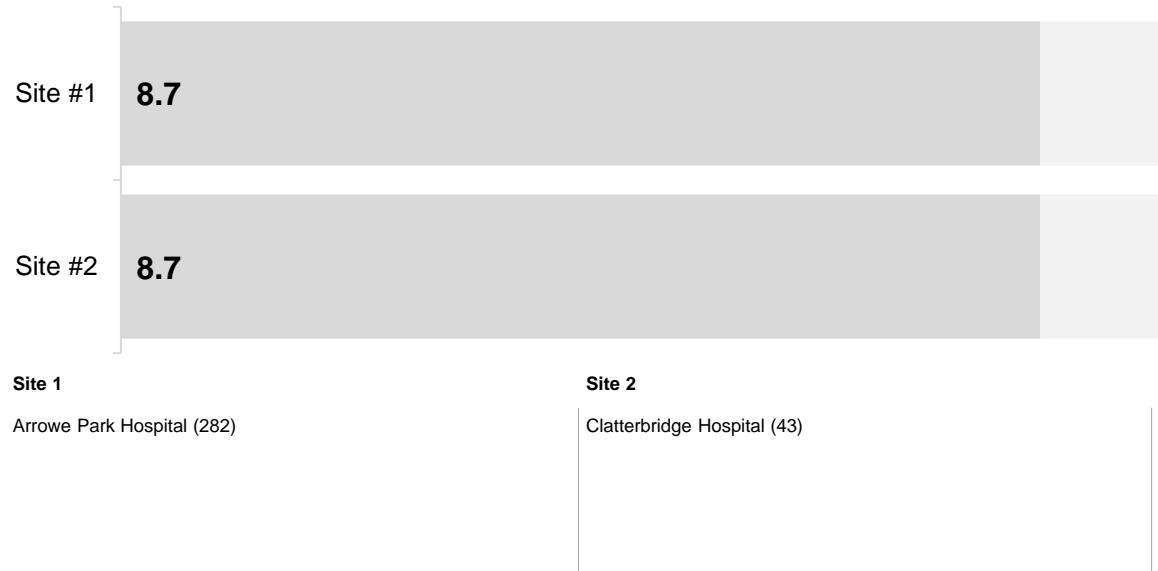 Site #1 8.7
Site #2 8.7
Site 1
Arrowe Park Hospital (282)
Site 2
Clatterbridge Hospital (43)